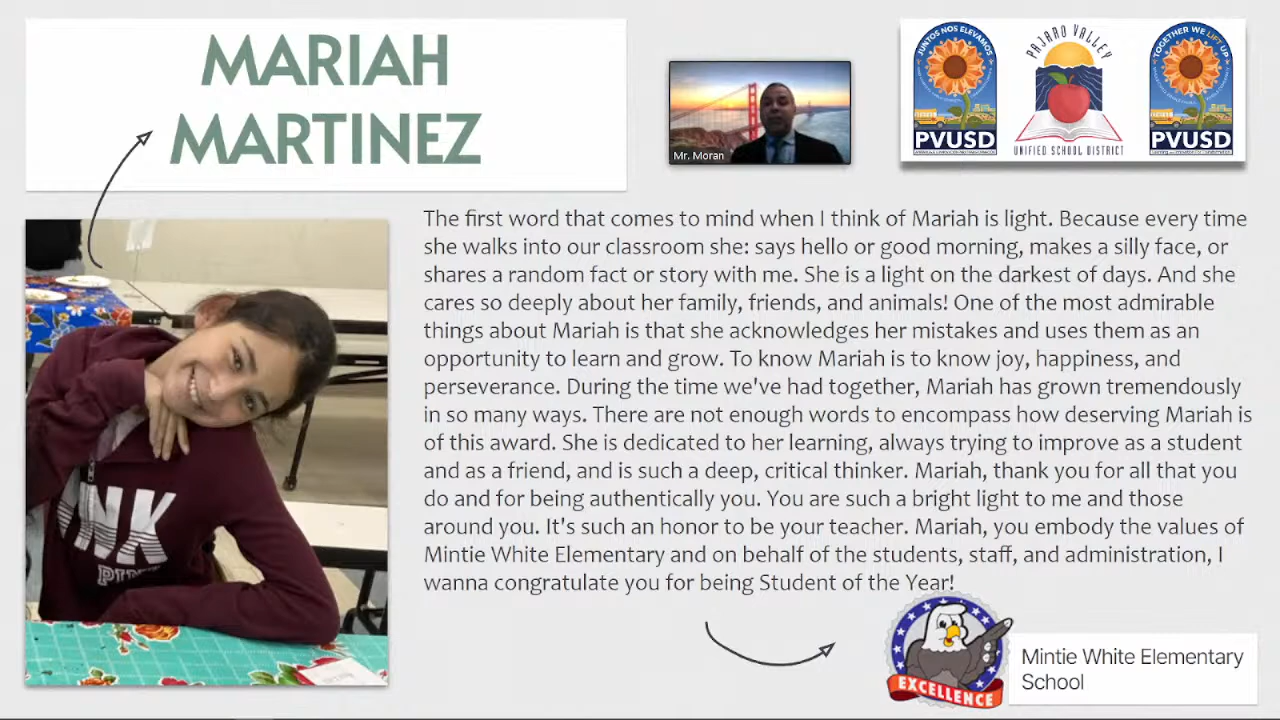 MARIAH
MARTINEZ
Mr. Moran
JUNTOS NOS ELEVAMOS
PVUSD
PAJARO VALLEY
UNIFIED SCHOOL DISTRICT
TOGETHER WE LIFT UP
PVUSD
The first word that comes to mind when I think of Mariah is light. Because every time
she walks into our classroom she: says hello or good morning, makes a silly face, or
shares a random fact or story with me. She is a light on the darkest of days. And she
cares so deeply about her family, friends, and animals! One of the most admirable
things about Mariah is that she acknowledges her mistakes and uses them as an
opportunity to learn and grow. To know Mariah is to know joy, happiness, and
perseverance. During the time we've had together, Mariah has grown tremendously
in so many ways. There are not enough words to encompass how deserving Mariah is
of this award. She is dedicated to her learning, always trying to improve as a student
and as a friend, and is such a deep, critical thinker. Mariah, thank you for all that you
do and for being authentically you. You are such a bright light to me and those
around you. It's such an honor to be your teacher. Mariah, you embody the values of
Mintie White Elementary and on behalf of the students, staff, and administration, I
wanna congratulate you for being Student of the Year!
NK
PINK
EXCELLENCE
Mintie White Elementary
School